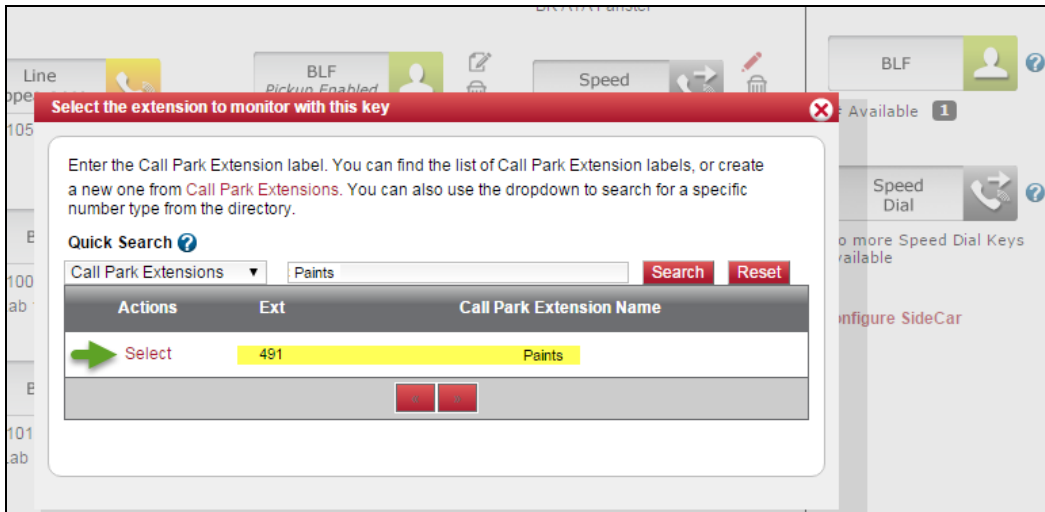 Line
BLF
Pickup Enabled
Speed
BLF
Available 1
105
Select the extension to monitor with this key
Enter the Call Park Extension label. You can find the list of Call Park Extension labels, or create
a new one from Call Park Extensions. You can also use the dropdown to search for a specific
number type from the directory.
Quick Search ?
Call Park Extensions ▼ Paints Search Reset
Actions Ext Call Park Extension Name
Select 491 Paints
« »
Speed
Dial
more Speed Dial Keys
100
101
SideCar